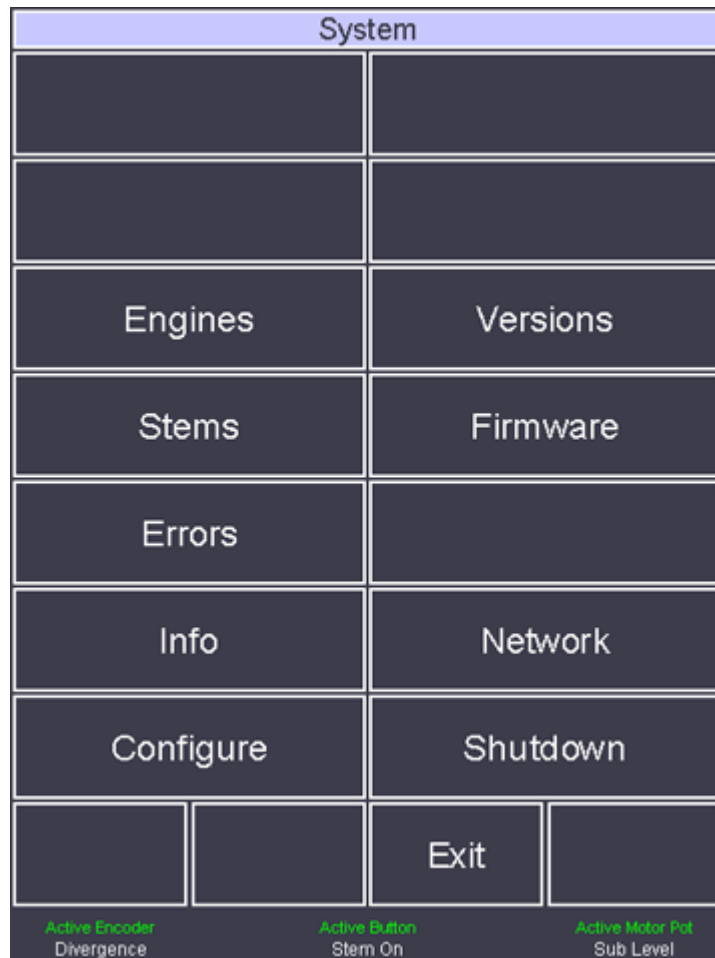 System
Engines Versions
Stems Firmware
Errors
Info Network
Configure Shutdown
Exit
Active Encoder Active Button Active Motor Pot
Divergence Stem On Sub Level